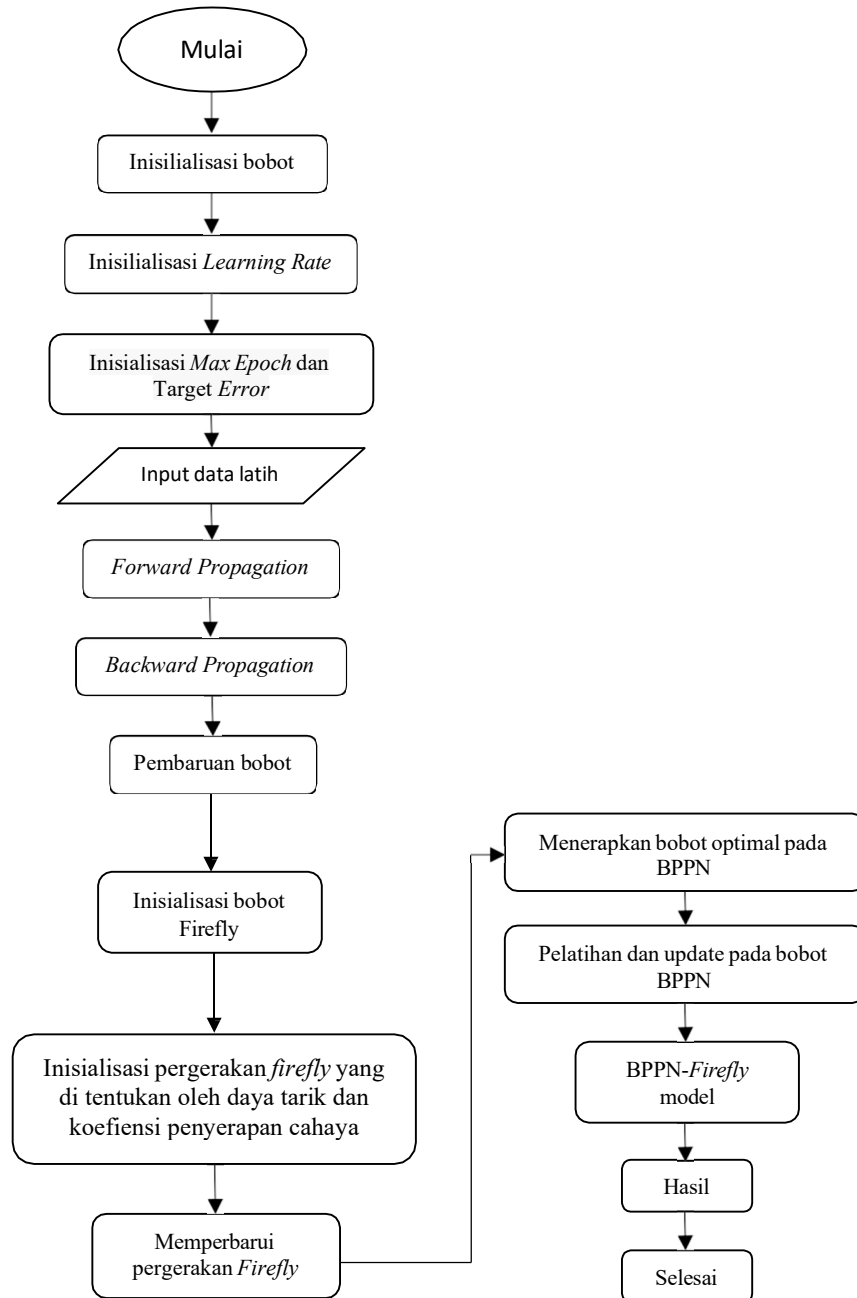 Mulai
Inisilialisasi bobot
Inisilialisasi Learning Rate
Inisialisasi Max Epoch dan
Target Error
Input data latih
Forward Propagation
Backward Propagation
Pembaruan bobot
Inisialisasi bobot
Firefly
Inisialisasi pergerakan firefly yang
di tentukan oleh daya tarik dan
koefiensi penyerapan cahaya
Memperbarui
pergerakan Firefly
Menerapkan bobot optimal pada
BPPN
Pelatihan dan update pada bobot
BPPN
BPPN-Firefly
model
Hasil
Selesai